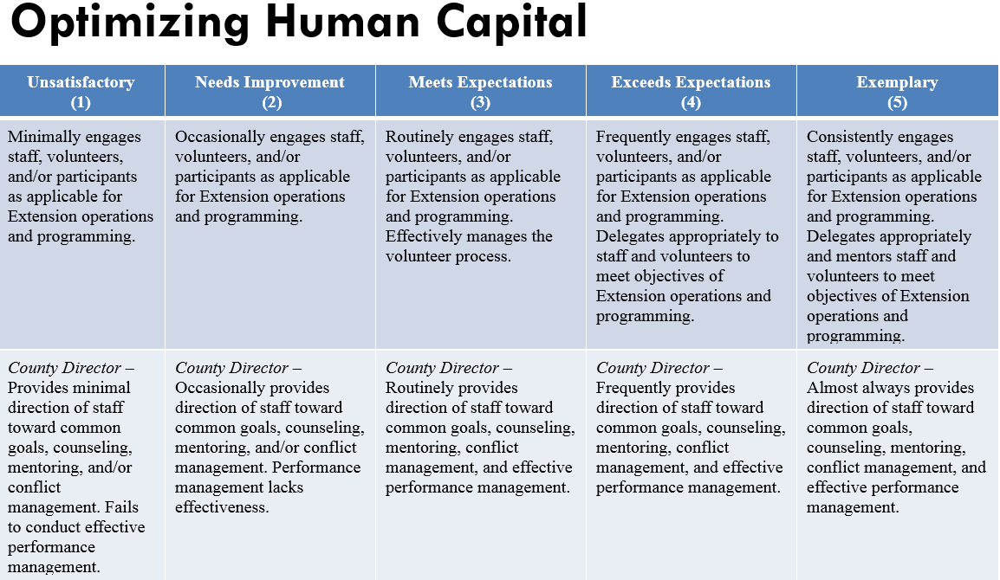 Optimizing Human Capital
Unsatisfactory
(1)
Needs Improvement
(2)
Meets Expectations
(3)
Exceeds Expectations
(4)
Exemplary
(5)
Minimally engages
staff, volunteers,
and/or participants
as applicable for
Extension operations
and programming.
Occasionally engages staff,
volunteers, and/or
participants as applicable
for Extension operations
and programming.
Routinely engages staff,
volunteers, and/or
participants as applicable
for Extension operations
and programming.
Effectively manages the
volunteer process.
Frequently engages staff,
volunteers, and/or
participants as applicable
for Extension operations
and programming.
Delegates appropriately to
staff and volunteers to
meet objectives of
Extension operations and
programming.
Consistently engages
staff, volunteers, and/or
participants as applicable
for Extension operations
and programming.
Delegates appropriately
and mentors staff and
volunteers to meet
objectives of Extension
operations and
programming.
County Director –
Provides minimal
direction of staff
toward common
goals, counseling,
mentoring, and/or
conflict
management. Fails
to conduct effective
performance
management.
County Director –
Occasionally provides
direction of staff toward
common goals, counseling,
mentoring, and/or conflict
management. Performance
management lacks
effectiveness.
County Director –
Routinely provides
direction of staff toward
common goals, counseling,
mentoring, conflict
management, and effective
performance management.
County Director –
Frequently provides
direction of staff toward
common goals, counseling,
mentoring, conflict
management, and effective
performance management.
County Director –
Almost always provides
direction of staff toward
common goals,
counseling, mentoring,
conflict management, and
effective performance
management.